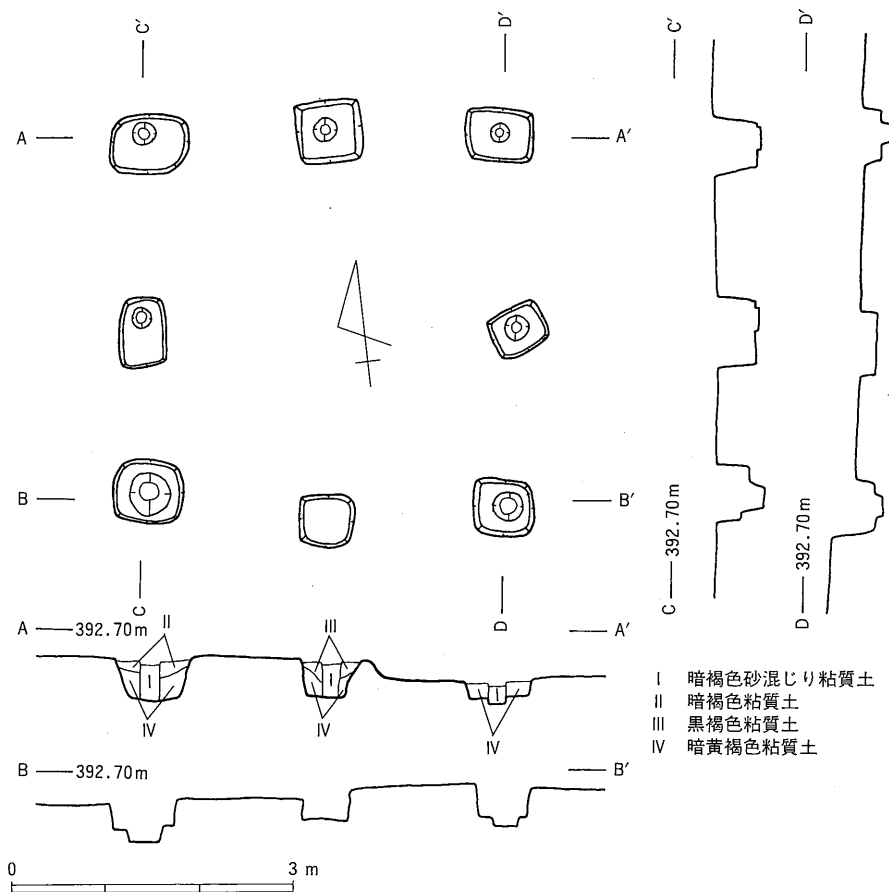 C′
D′
C′
D′
A
A′
B
B′
C
D
C — 392.70m
D — 392.70m
A — 392.70m
A′
II
III
I
I
I
IV
IV
IV
I 暗褐色砂混じり粘質土
II 暗褐色粘質土
III 黒褐色粘質土
IV 暗黄褐色粘質土
B — 392.70m
B′
0
3 m